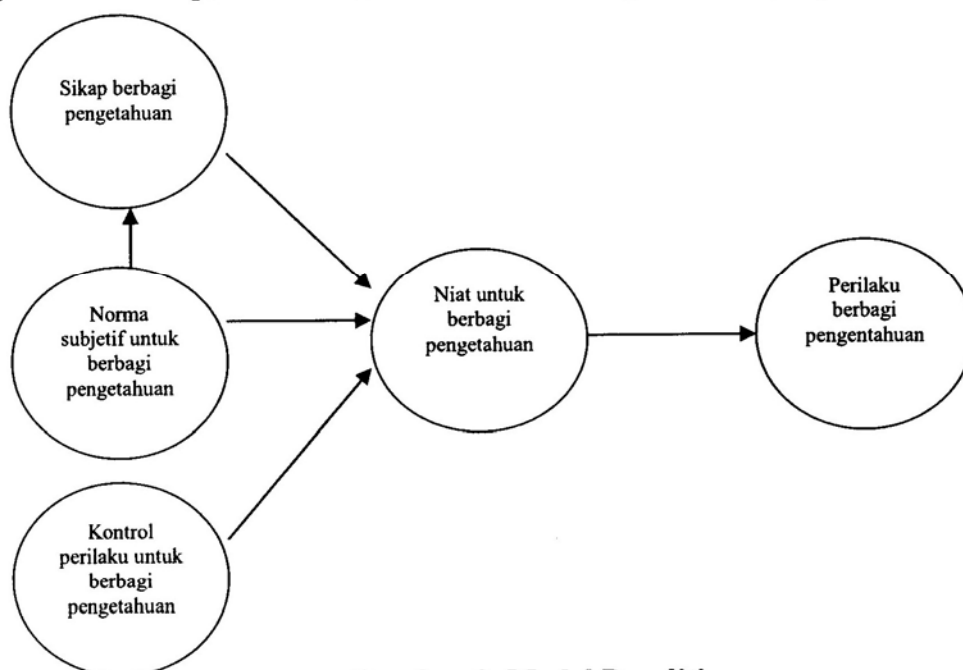 Sikap berbagi
pengetahuan
Norma
subjetif untuk
berbagi
pengetahuan
Kontrol
perilaku untuk
berbagi
pengetahuan
Niat untuk
berbagi
pengetahuan
Perilaku
berbagi
pengentahuan